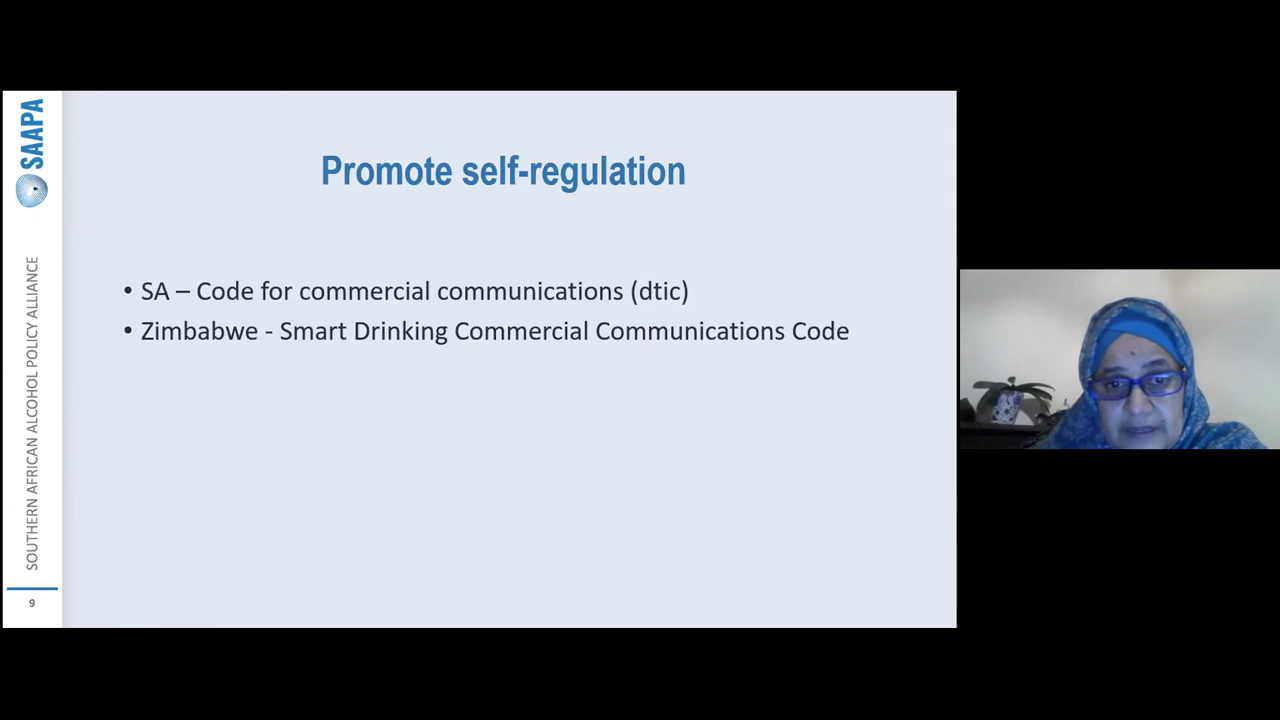 SAAPA
SOUTHERN AFRICAN ALCOHOL POLICY ALLIANCE
9
Promote self-regulation
• SA – Code for commercial communications (dtic)
• Zimbabwe - Smart Drinking Commercial Communications Code